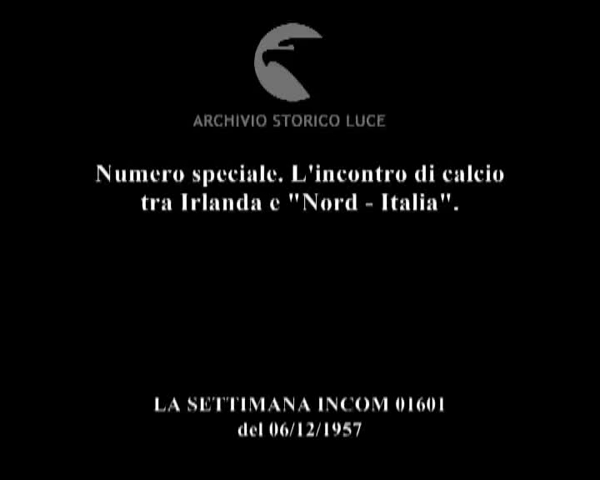 ARCHIVIO STORICO LUCE
Numero speciale. L'incontro di calcio
tra Irlanda e "Nord - Italia".
LA SETTIMANA INCOM 01601
del 06/12/1957